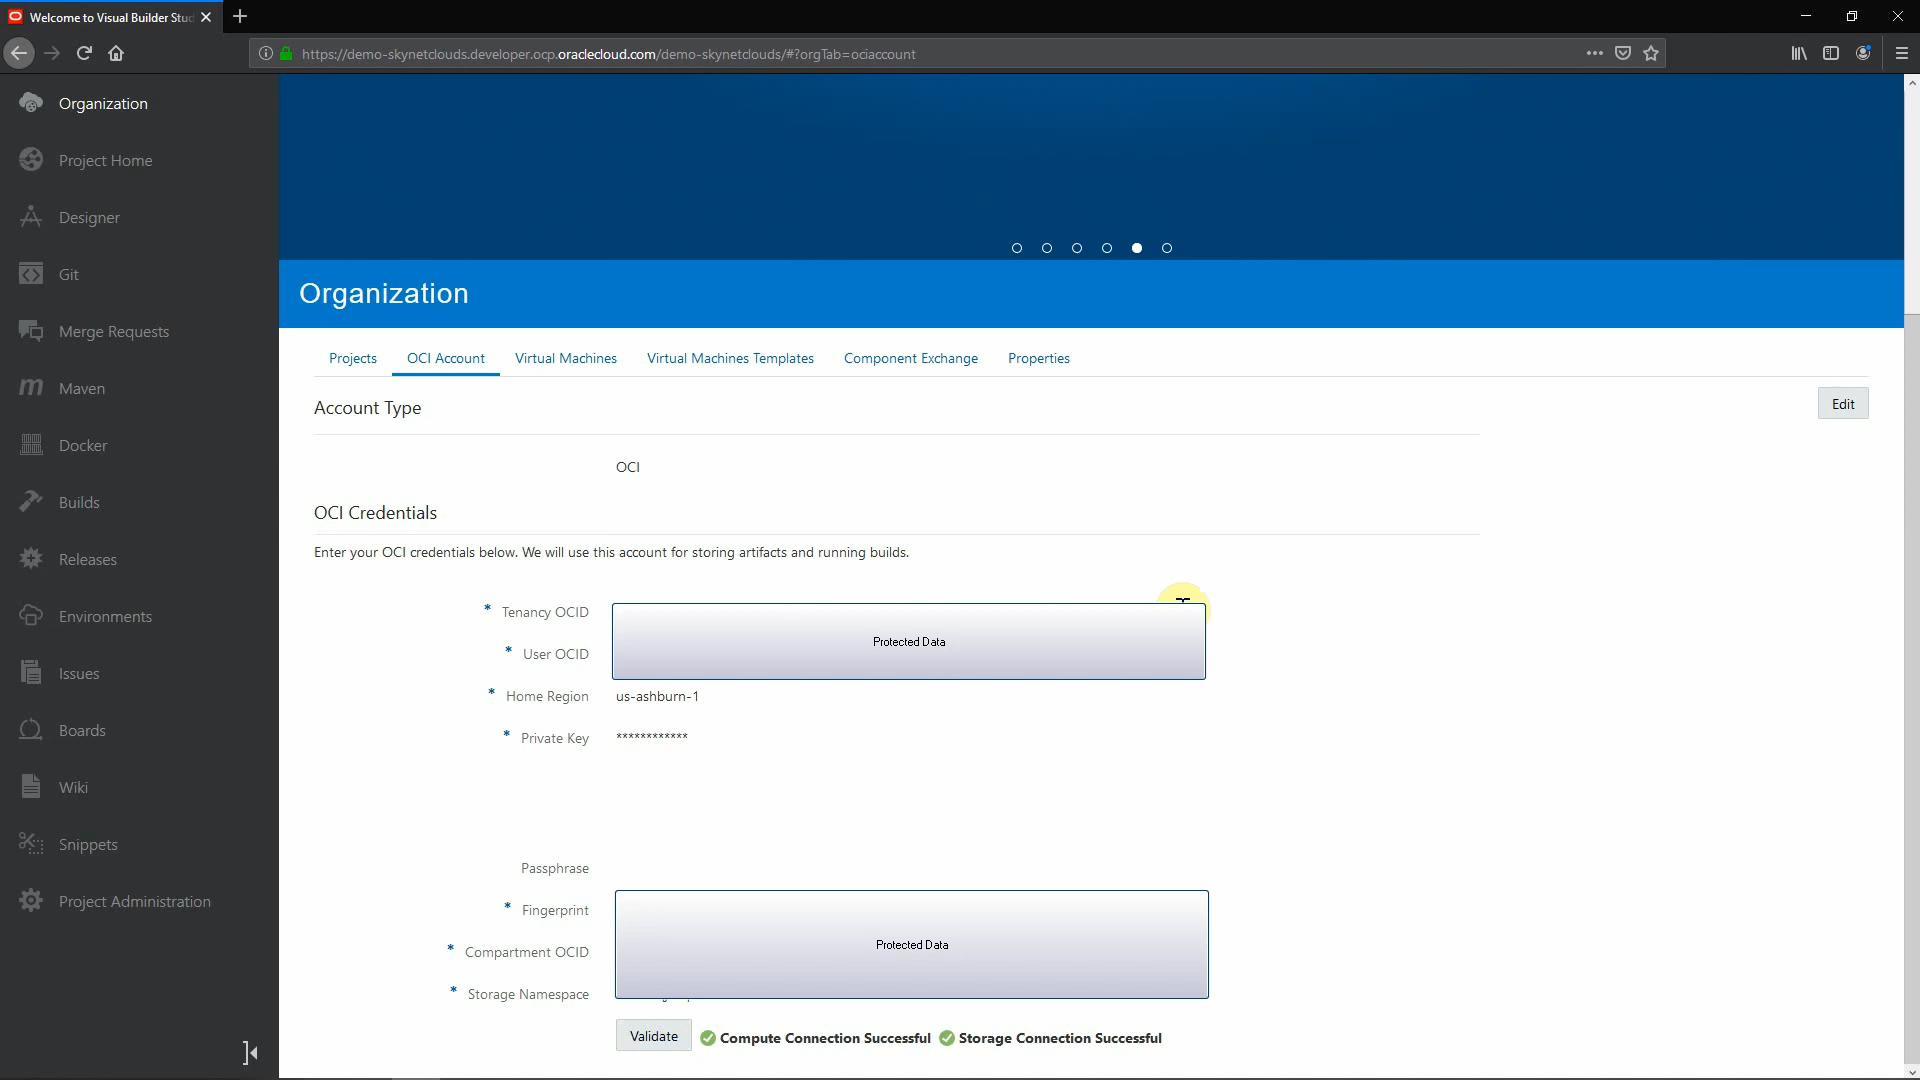 Welcome to Visual Builder Stud
https://demo-skynetclouds.developer.ocp.oraclecloud.com/demo-skynetclouds/#?orgTab=ociaccount
Organization
Project Home
Designer
Git
Merge Requests
Maven
Docker
Builds
Releases
Environments
Issues
Boards
Wiki
Snippets
Project Administration
Organization
Projects
OCI Account
Virtual Machines
Virtual Machines Templates
Component Exchange
Properties
Account Type
Edit
OCI
OCI Credentials
Enter your OCI credentials below. We will use this account for storing artifacts and running builds.
* Tenancy OCID
Protected Data
* User OCID
* Home Region us-ashburn-1
* Private Key ************
Passphrase
* Fingerprint
Protected Data
* Compartment OCID
* Storage Namespace
Validate Compute Connection Successful Storage Connection Successful